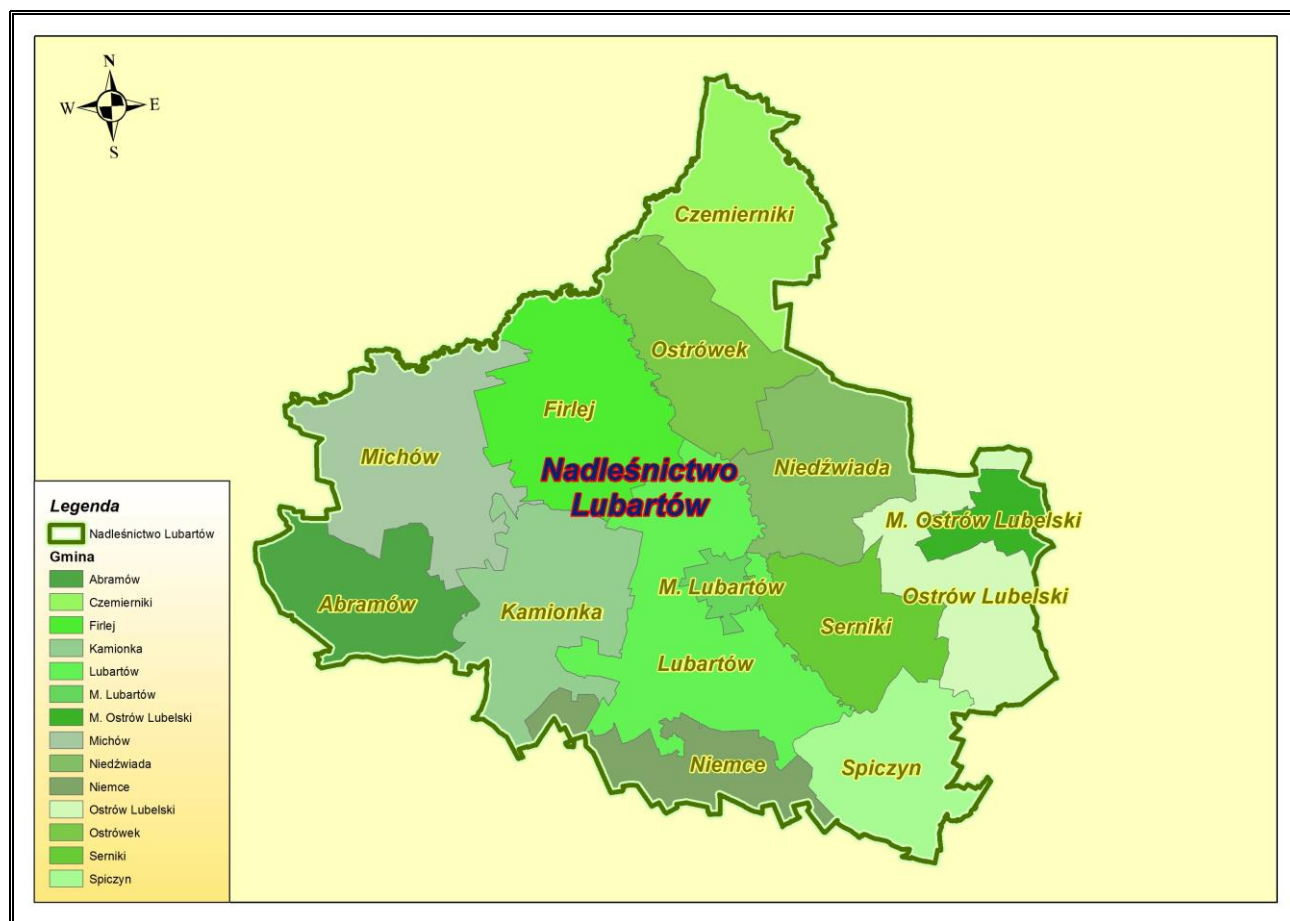 N
W E
S
Czemierniki
Ostrówek
Firlej
Michów
Nadleśnictwo
Lubartów
Niedźwiada
M. Ostrów Lubelski
M. Lubartów
Ostrów Lubelski
Abramów
Kamionka
Serniki
Lubartów
Niemce
Spiczyn
Legenda
Nadleśnictwo Lubartów
Gmina
Abramów
Czemierniki
Firlej
Kamionka
Lubartów
M. Lubartów
M. Ostrów Lubelski
Michów
Niedźwiada
Niemce
Ostrów Lubelski
Ostrówek
Serniki
Spiczyn